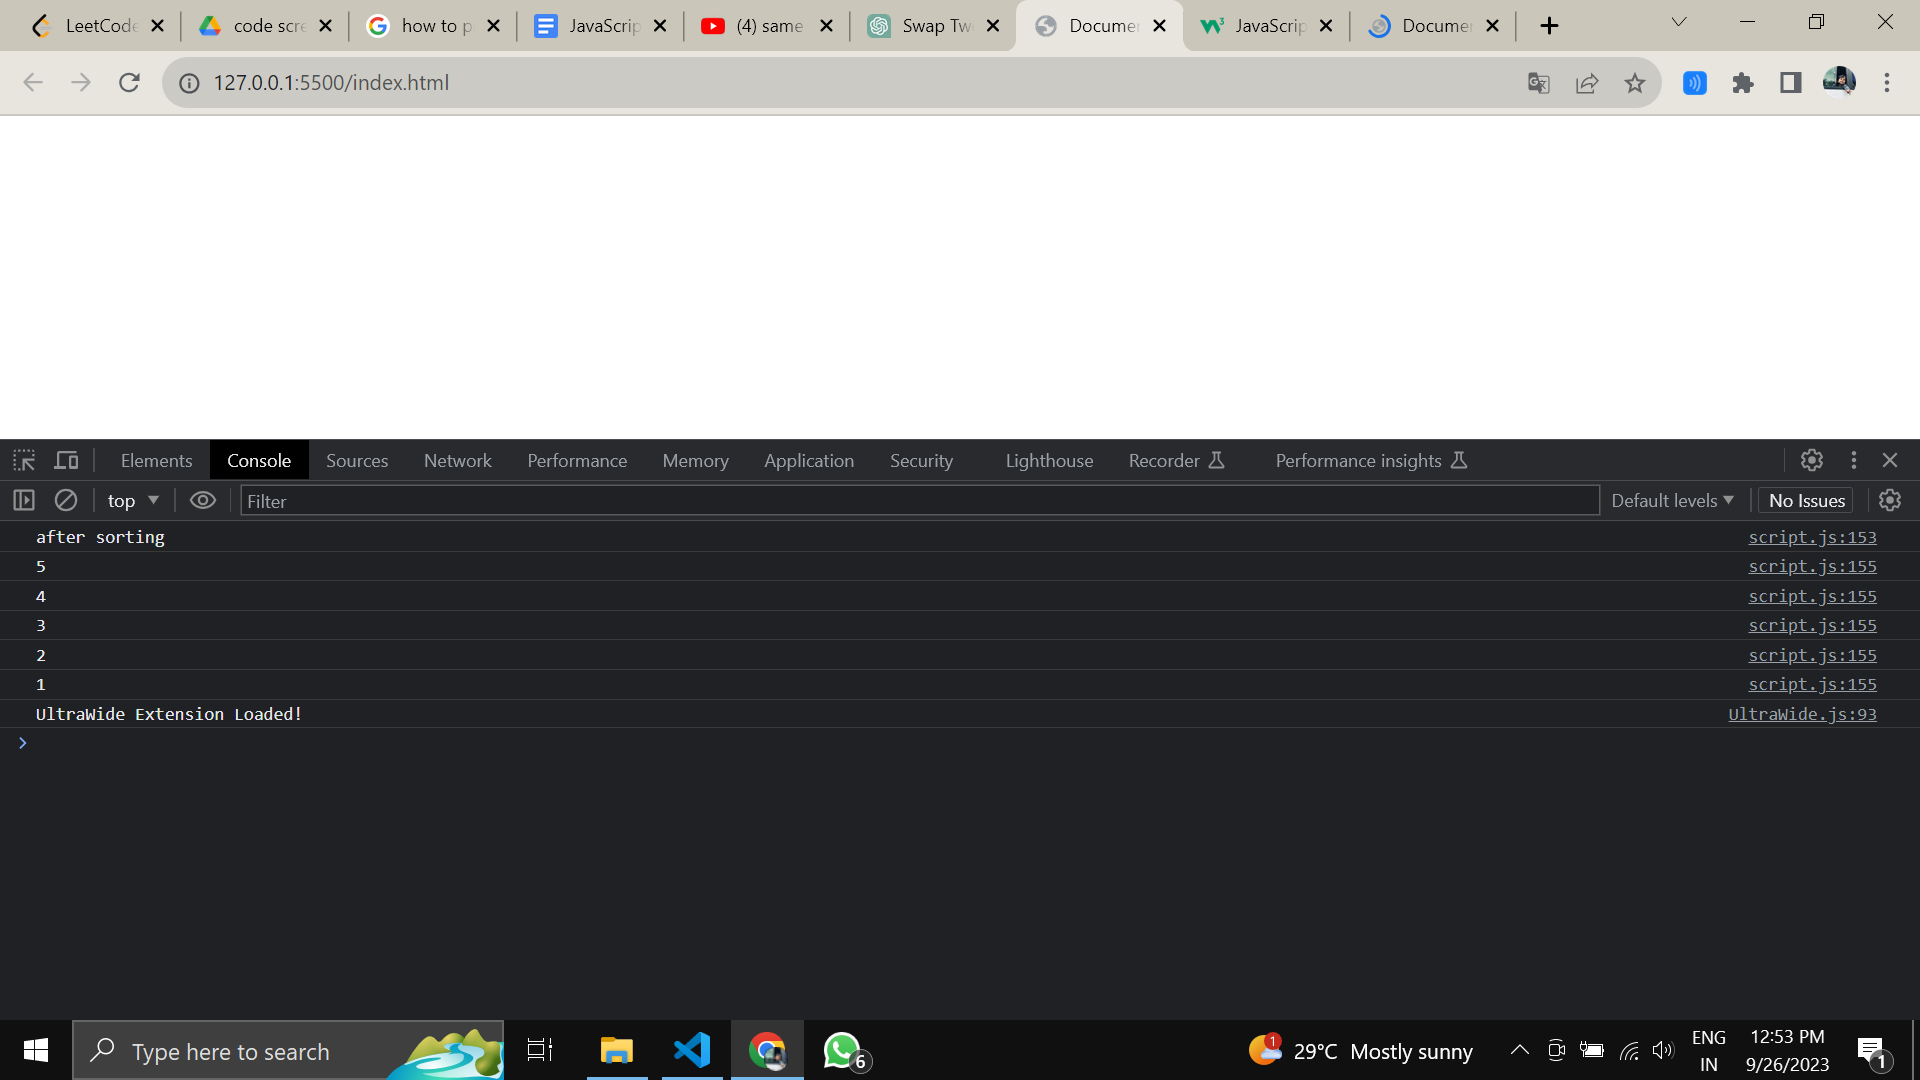 LeetCode
code scre
how to p
JavaScrip
(4) same
Swap Tw
Documen
JavaScrip
Documen
127.0.0.1:5500/index.html
Elements Console Sources Network Performance Memory Application Security Lighthouse Recorder Performance insights
top Filter Default levels No Issues
after sorting script.js:153
5 script.js:155
4 script.js:155
3 script.js:155
2 script.js:155
1 script.js:155
UltraWide Extension Loaded! UltraWide.js:93
Type here to search
6
1
29°C Mostly sunny
ENG
IN
12:53 PM
9/26/2023
1